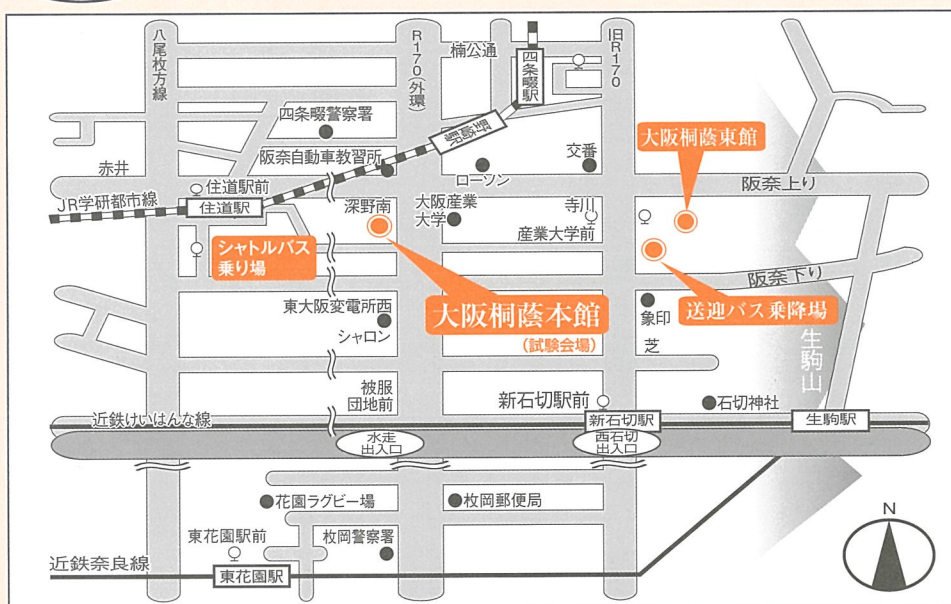 八尾枚方線
R170(外環)
楠公通
四条畷駅
旧R170
四条畷警察署
野崎駅
大阪桐蔭東館
赤井
阪奈自動車教習所
ローソン
交番
阪奈上り
住道駅前
JR学研都市線
住道駅
深野南
大阪産業
大学
寺川
産業大学前
シャトルバス
乗り場
阪奈下り
東大阪変電所西
大阪桐蔭本館
(試験会場)
象印
送迎バス乗降場
シャロン
芝
生駒山
被服
団地前
新石切駅前
石切神社
近鉄けいはんな線
新石切駅
生駒駅
水走
出入口
西石切
出入口
花園ラグビー場
枚岡郵便局
N
東花園駅前
枚岡警察署
近鉄奈良線
東花園駅